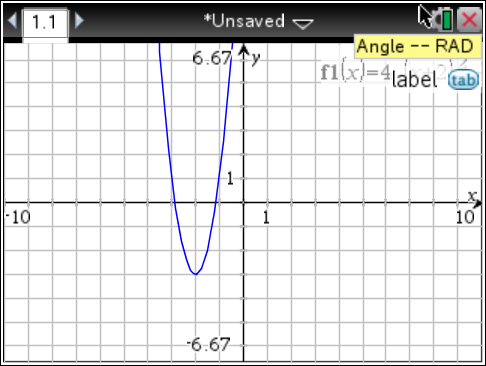 1.1 *Unsaved
Angle -- RAD
6.67 y
f1(x)=4
label tab
1
x
-10 1 10
-6.67